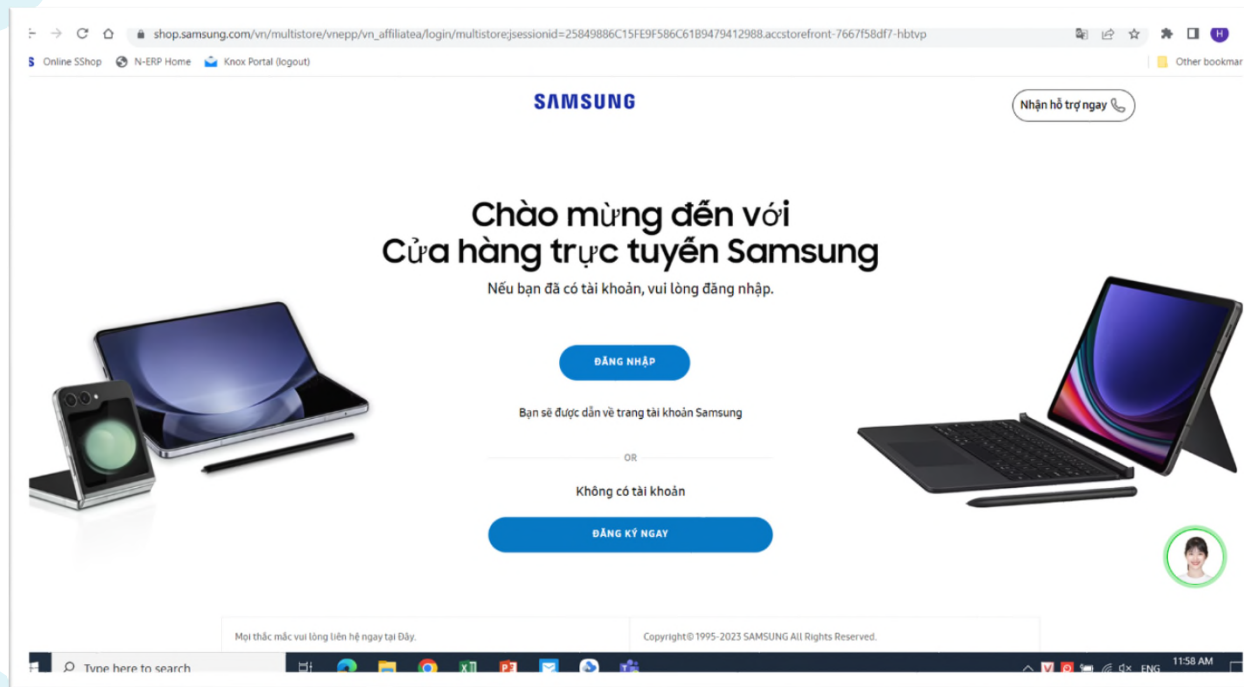 shop.samsung.com/vn/multistore/vnepp/vn_affiliatea/login/multistore;jsessionid=25849886C15FE9F586C61B9479412988.accstorefront-7667f58df7-hbtvp
H
S Online SShop N-ERP Home Knox Portal (logout) Other bookmar
SAMSUNG
Nhận hỗ trợ ngay
Chào mừng đến với
Cửa hàng trực tuyến Samsung
Nếu bạn đã có tài khoản, vui lòng đăng nhập.
ĐĂNG NHẬP
Bạn sẽ được dẫn về trang tài khoản Samsung
OR
Không có tài khoản
ĐĂNG KÝ NGAY
Mọi thắc mắc vui lòng liên hệ ngay tại Đây.
Copyright© 1995-2023 SAMSUNG All Rights Reserved.
Type here to search
ENG
11:58 AM